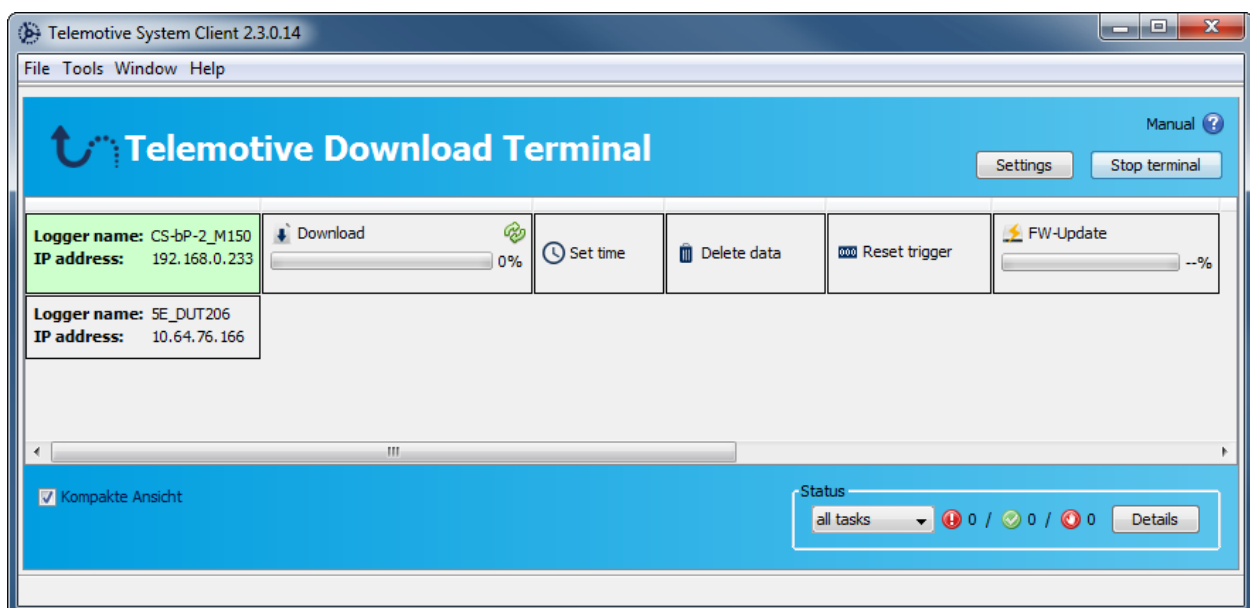 Telemotive System Client 2.3.0.14
File Tools Window Help
Telemotive Download Terminal
Manual
Settings
Stop terminal
Logger name: CS-bP-2_M150
IP address: 192.168.0.233
Download
0%
Set time
Delete data
Reset trigger
FW-Update
--%
Logger name: 5E_DUT206
IP address: 10.64.76.166
Kompakte Ansicht
Status
all tasks
0 / 0 / 0
Details